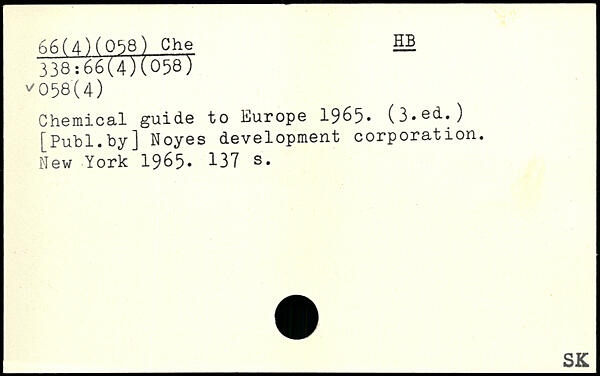 66(4)(058) Che HB
338:66(4)(058)
✓058(4)
Chemical guide to Europe 1965. (3.ed.)
[Publ.by] Noyes development corporation.
New York 1965. 137 s.
SK